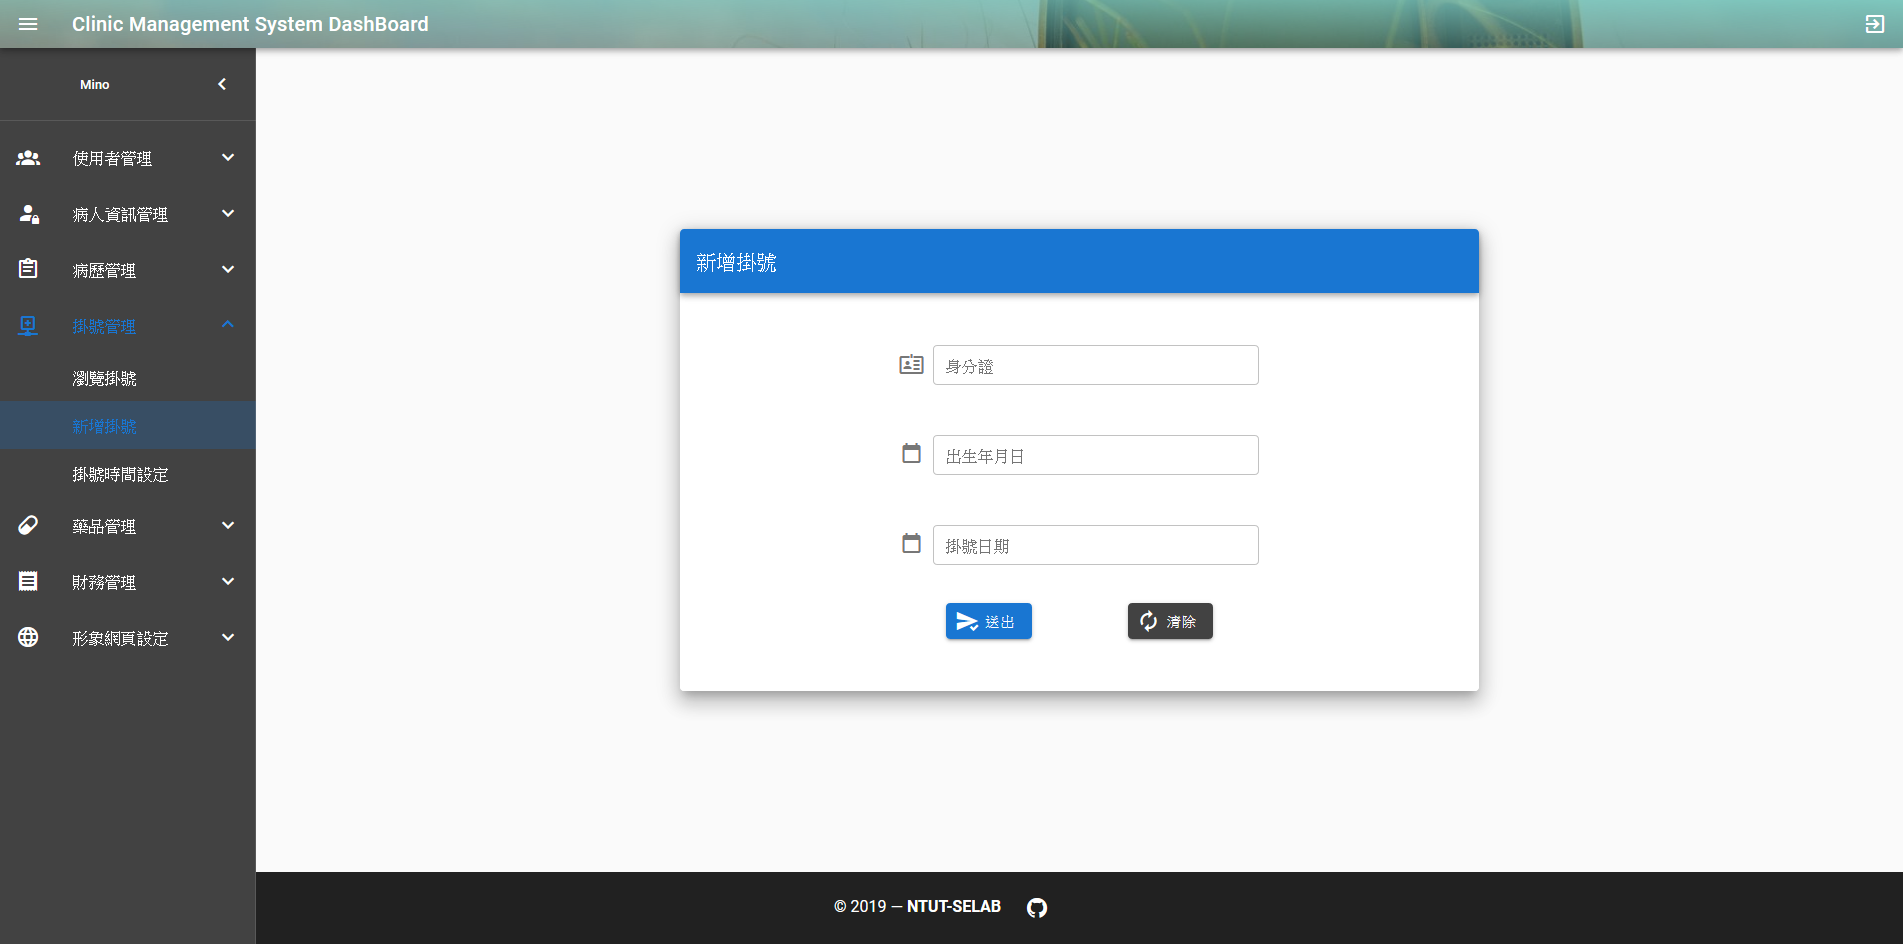 Clinic Management System DashBoard
Mino
使用者管理
病人資訊管理
病歷管理
掛號管理
瀏覽掛號
新增掛號
掛號時間設定
藥品管理
財務管理
形象網頁設定
新增掛號
身分證
出生年月日
掛號日期
送出 清除
© 2019 — NTUT-SELAB